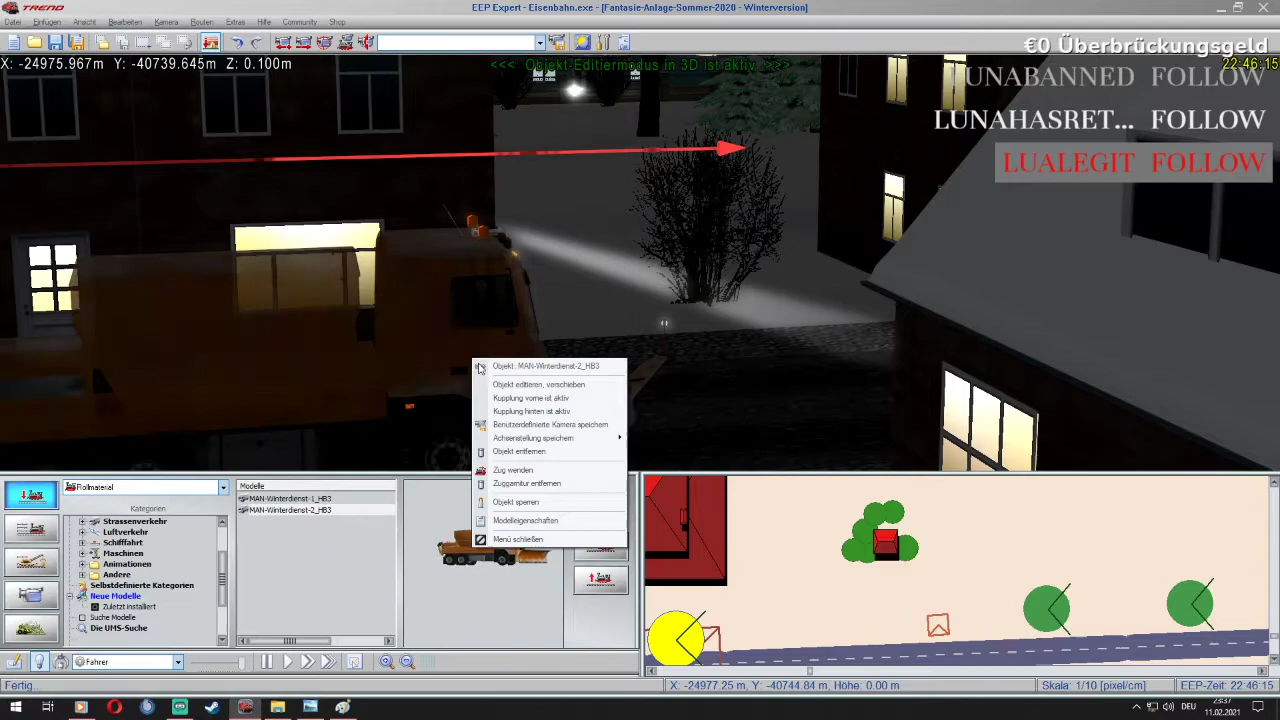 TREND
EEP Expert - Eisenbahn.exe - [Fantasie-Anlage-Sommer-2020 - Winterversion)
Datei Einfügen Ansicht Bearbeiten Kamera Routen Extras Hilfe Community Shop
X: -24975.967m Y: -40739.645m Z: 0.100m
<<< Objekt-Editiermodus in 3D ist aktiv >>>
€0 Überbrückungsgeld
22:46:15
LUNABANNED FOLLOW
LUNAHASRET... FOLLOW
LUALEGIT FOLLOW
Objekt: MAN-Winterdienst-2_HB3
Objekt editieren, verschieben
Kupplung vorne ist aktiv
Kupplung hinten ist aktiv
Benutzerdefinierte Kamera speichern
Achsenstellung speichern
Objekt entfernen
Zug wenden
Zuggarnitur entfernen
Objekt sperren
Modelleigenschaften
Menü schließen
Rollmaterial
Kategorien
Strassenverkehr
Luftverkehr
Schifffahrt
Maschinen
Animationen
Andere
Selbstdefinierte Kategorien
Neue Modelle
Zuletzt installiert
Suche Modelle
Die UMS-Suche
Modelle
MAN-Winterdienst-1_HB3
MAN-Winterdienst-2_HB3
Fahrer
Fertig..
X: -24977.25 m, Y: -40744.84 m, Höhe: 0.00 m
Skala: 1/10 [pixel/cm]
EEP-Zeit: 22:46:15
DEU
23:37
11.02.2021